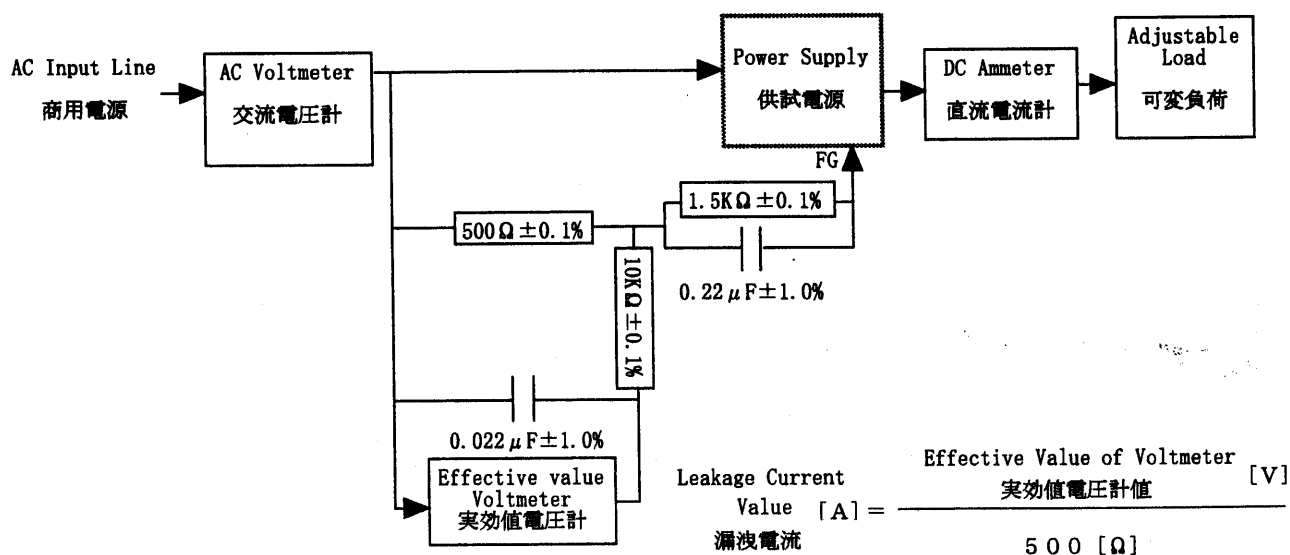 AC Input Line
商用電源
AC Voltmeter
交流電圧計
Power Supply
供試電源
FG
DC Ammeter
直流電流計
Adjustable
Load
可変負荷
1.5KΩ±0.1%
500Ω±0.1%
0.22μF±1.0%
10KΩ±0.1%
0.022μF±1.0%
Effective value
Voltmeter
実効値電圧計
Leakage Current
Value [A] =
漏洩電流
Effective Value of Voltmeter [V]
実効値電圧計値
500 [Ω]